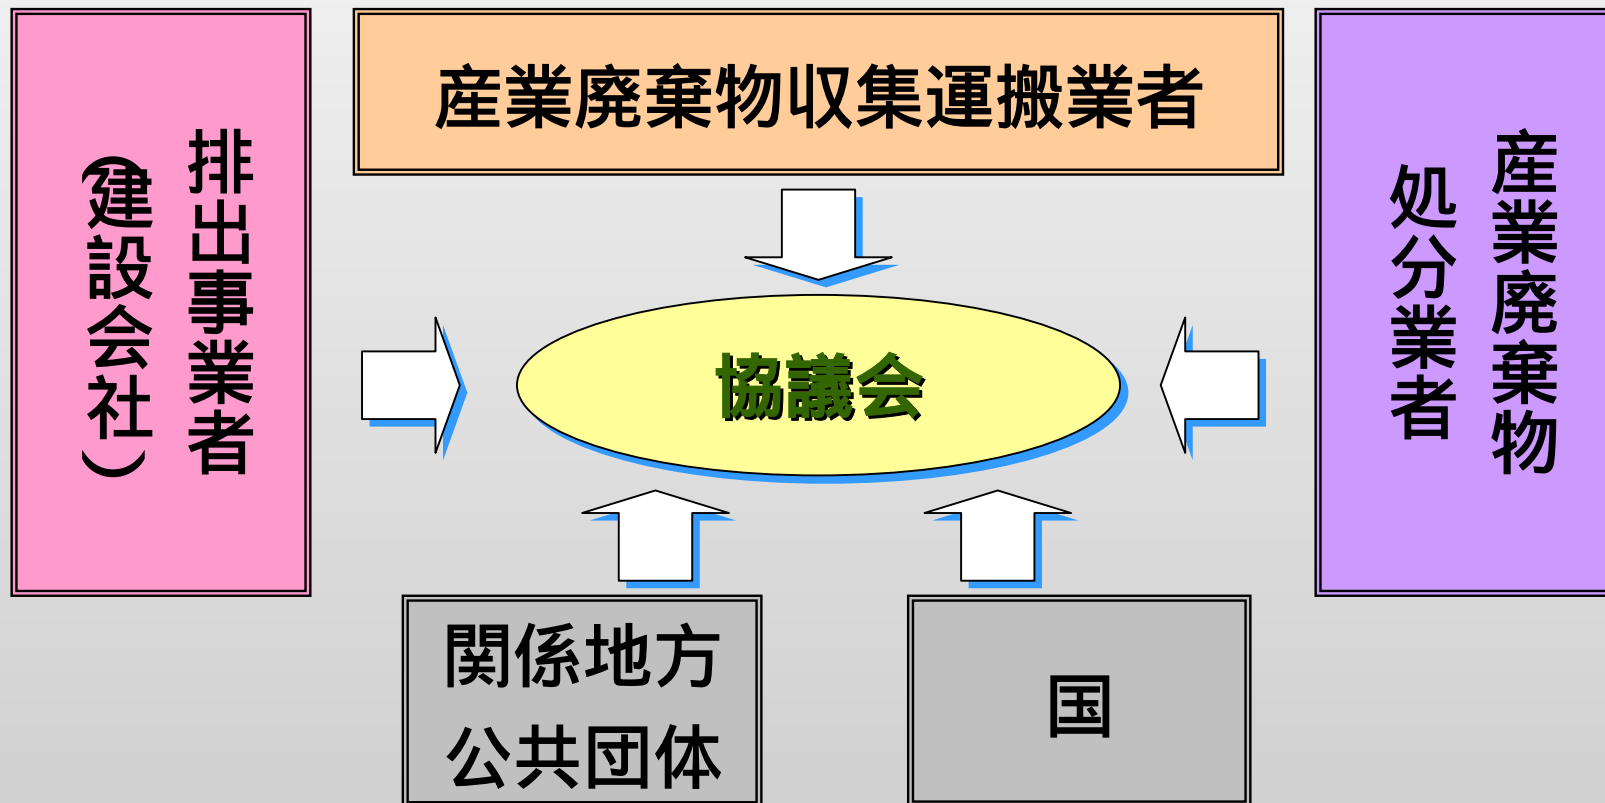 産業廃棄物収集運搬業者
排出事業者
（建設会社）
産業廃棄物
処分業者
協議会
関係地方
公共団体
国